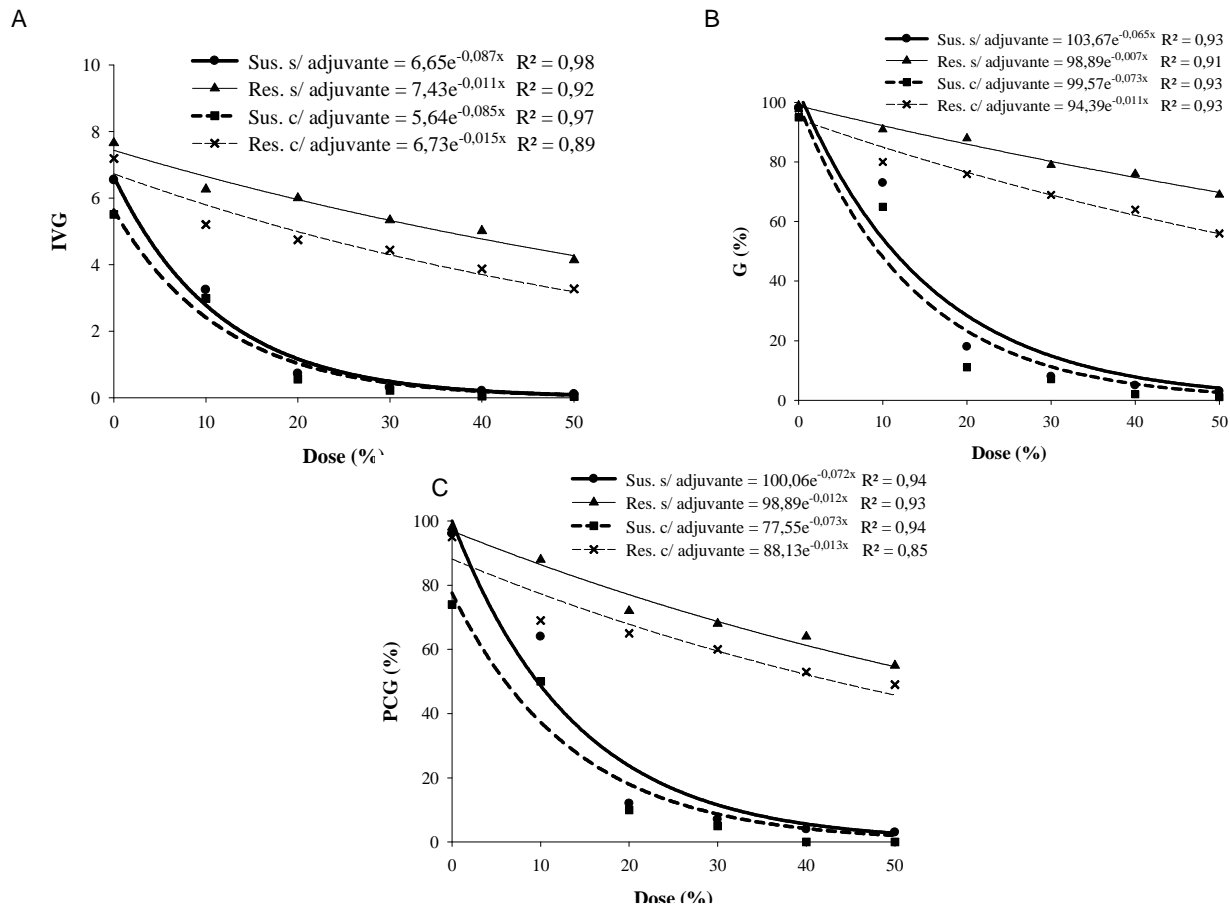 A
Sus. s/ adjuvante = 6,65e-0,087x R² = 0,98
Res. s/ adjuvante = 7,43e-0,011x R² = 0,92
Sus. c/ adjuvante = 5,64e-0,085x R² = 0,97
Res. c/ adjuvante = 6,73e-0,015x R² = 0,89
10
8
6
4
2
0
IVG
0 10 20 30 40 50
Dose (%)
B
Sus. s/ adjuvante = 103,67e-0,065x R² = 0,93
Res. s/ adjuvante = 98,89e-0,007x R² = 0,91
Sus. c/ adjuvante = 99,57e-0,073x R² = 0,93
Res. c/ adjuvante = 94,39e-0,011x R² = 0,93
100
80
60
40
20
0
G (%)
0 10 20 30 40 50
Dose (%)
C
Sus. s/ adjuvante = 100,06e-0,072x R² = 0,94
Res. s/ adjuvante = 98,89e-0,012x R² = 0,93
Sus. c/ adjuvante = 77,55e-0,073x R² = 0,94
Res. c/ adjuvante = 88,13e-0,013x R² = 0,85
100
80
60
40
20
0
PCG (%)
0 10 20 30 40 50
Dose (%)